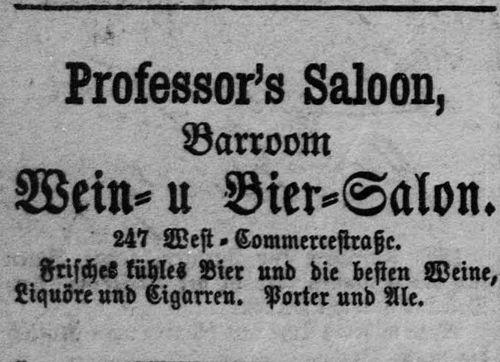 Professor's Saloon,
Barroom
Wein- u Bier-Salon.
247 West-Commercestraße.
Frisches kühles Bier und die besten Weine,
Liquöre und Cigarren. Porter und Ale.